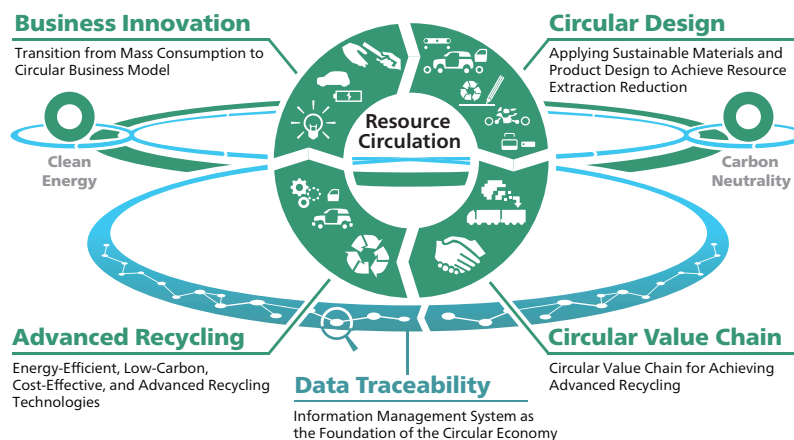 Business Innovation
Transition from Mass Consumption to
Circular Business Model
Circular Design
Applying Sustainable Materials and
Product Design to Achieve Resource
Extraction Reduction
Resource
Circulation
Clean
Energy
Carbon
Neutrality
Advanced Recycling
Energy-Efficient, Low-Carbon,
Cost-Effective, and Advanced Recycling
Technologies
Data Traceability
Information Management System as
the Foundation of the Circular Economy
Circular Value Chain
Circular Value Chain for Achieving
Advanced Recycling